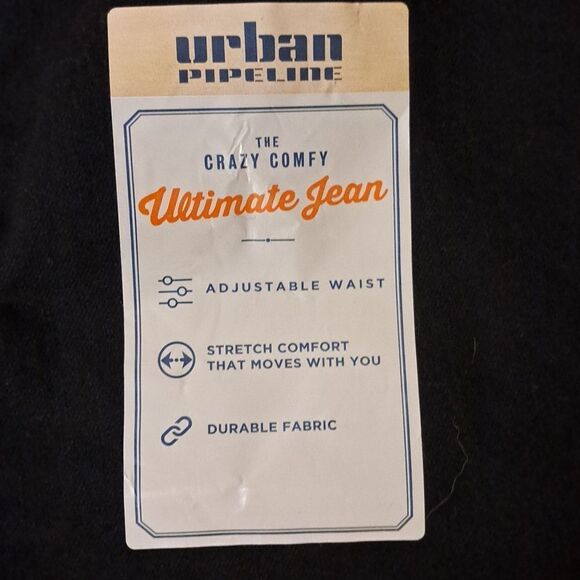 urban
PIPELINE
THE
CRAZY COMFY
Ultimate Jean
ADJUSTABLE WAIST
STRETCH COMFORT
THAT MOVES WITH YOU
DURABLE FABRIC